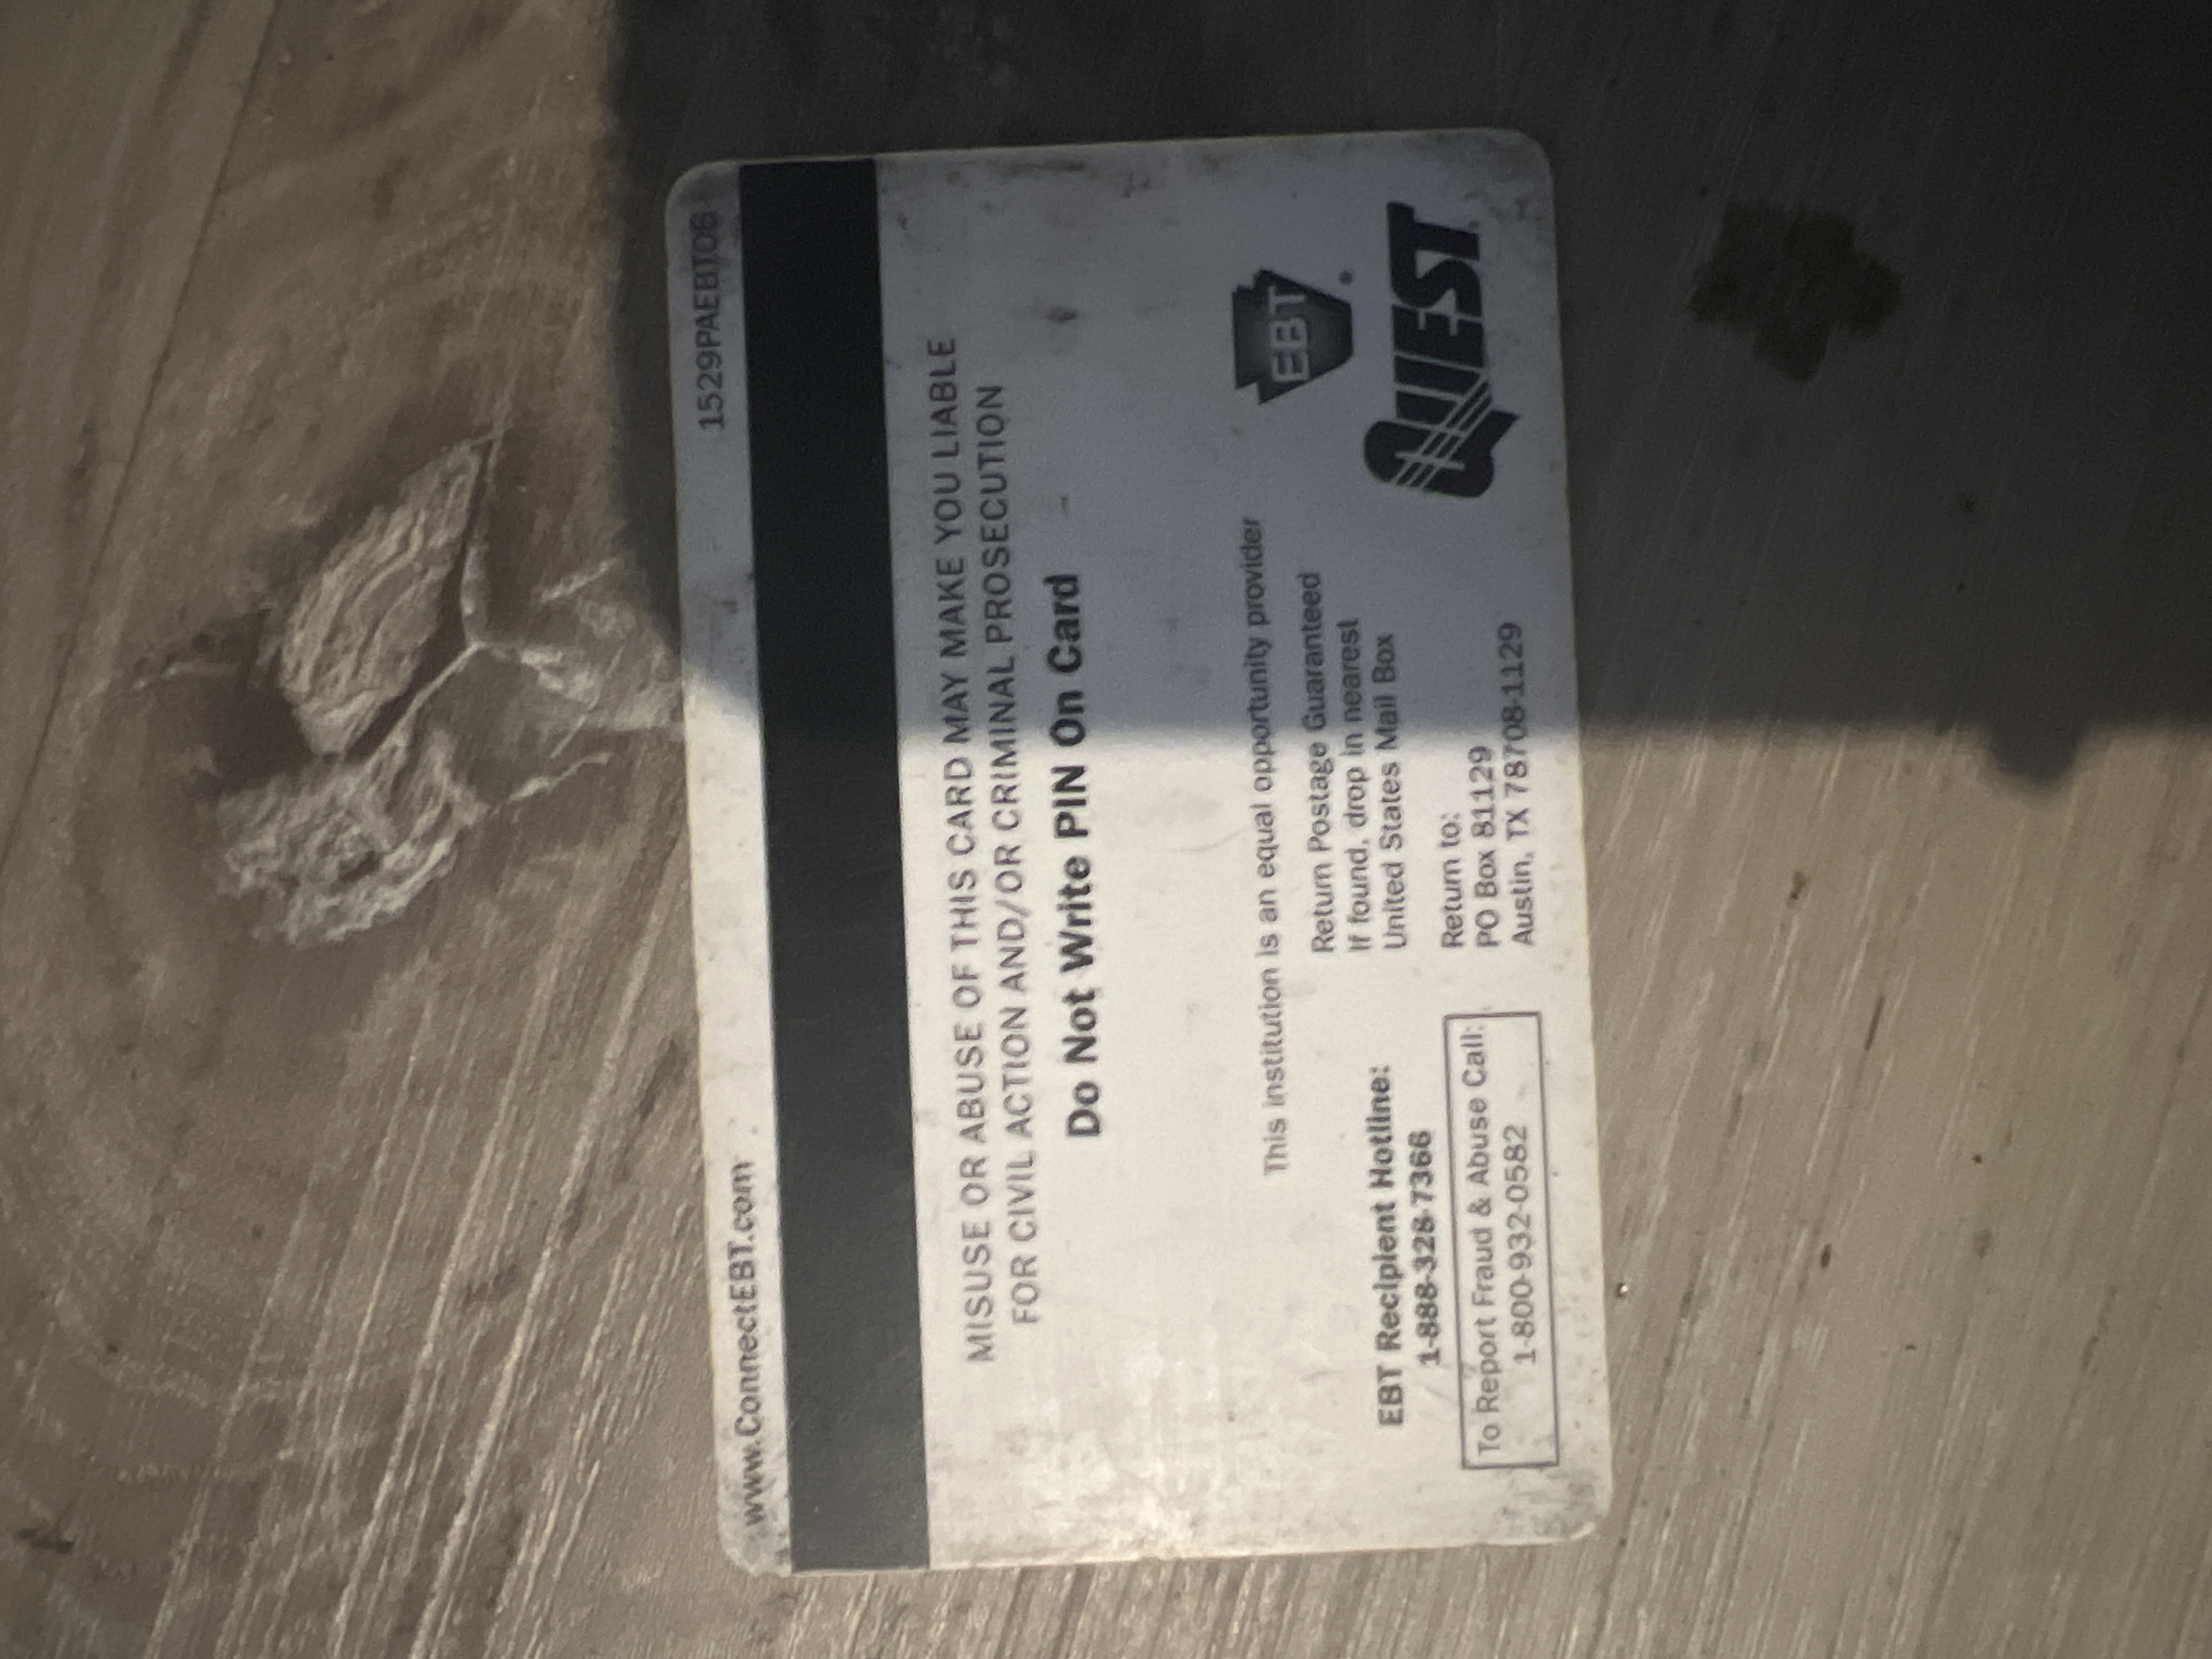 www.ConnectEBT.com
1529PAEBT06
MISUSE OR ABUSE OF THIS CARD MAY MAKE YOU LIABLE
FOR CIVIL ACTION AND/OR CRIMINAL PROSECUTION
Do Not Write PIN On Card
This institution is an equal opportunity provider
EBT Recipient Hotline:
1-888-328-7366
To Report Fraud & Abuse Call:
1-800-932-0582
Return Postage Guaranteed
If found, drop in nearest
United States Mail Box
Return to:
PO Box 81129
Austin, TX 78708-1129
EBT
QUEST